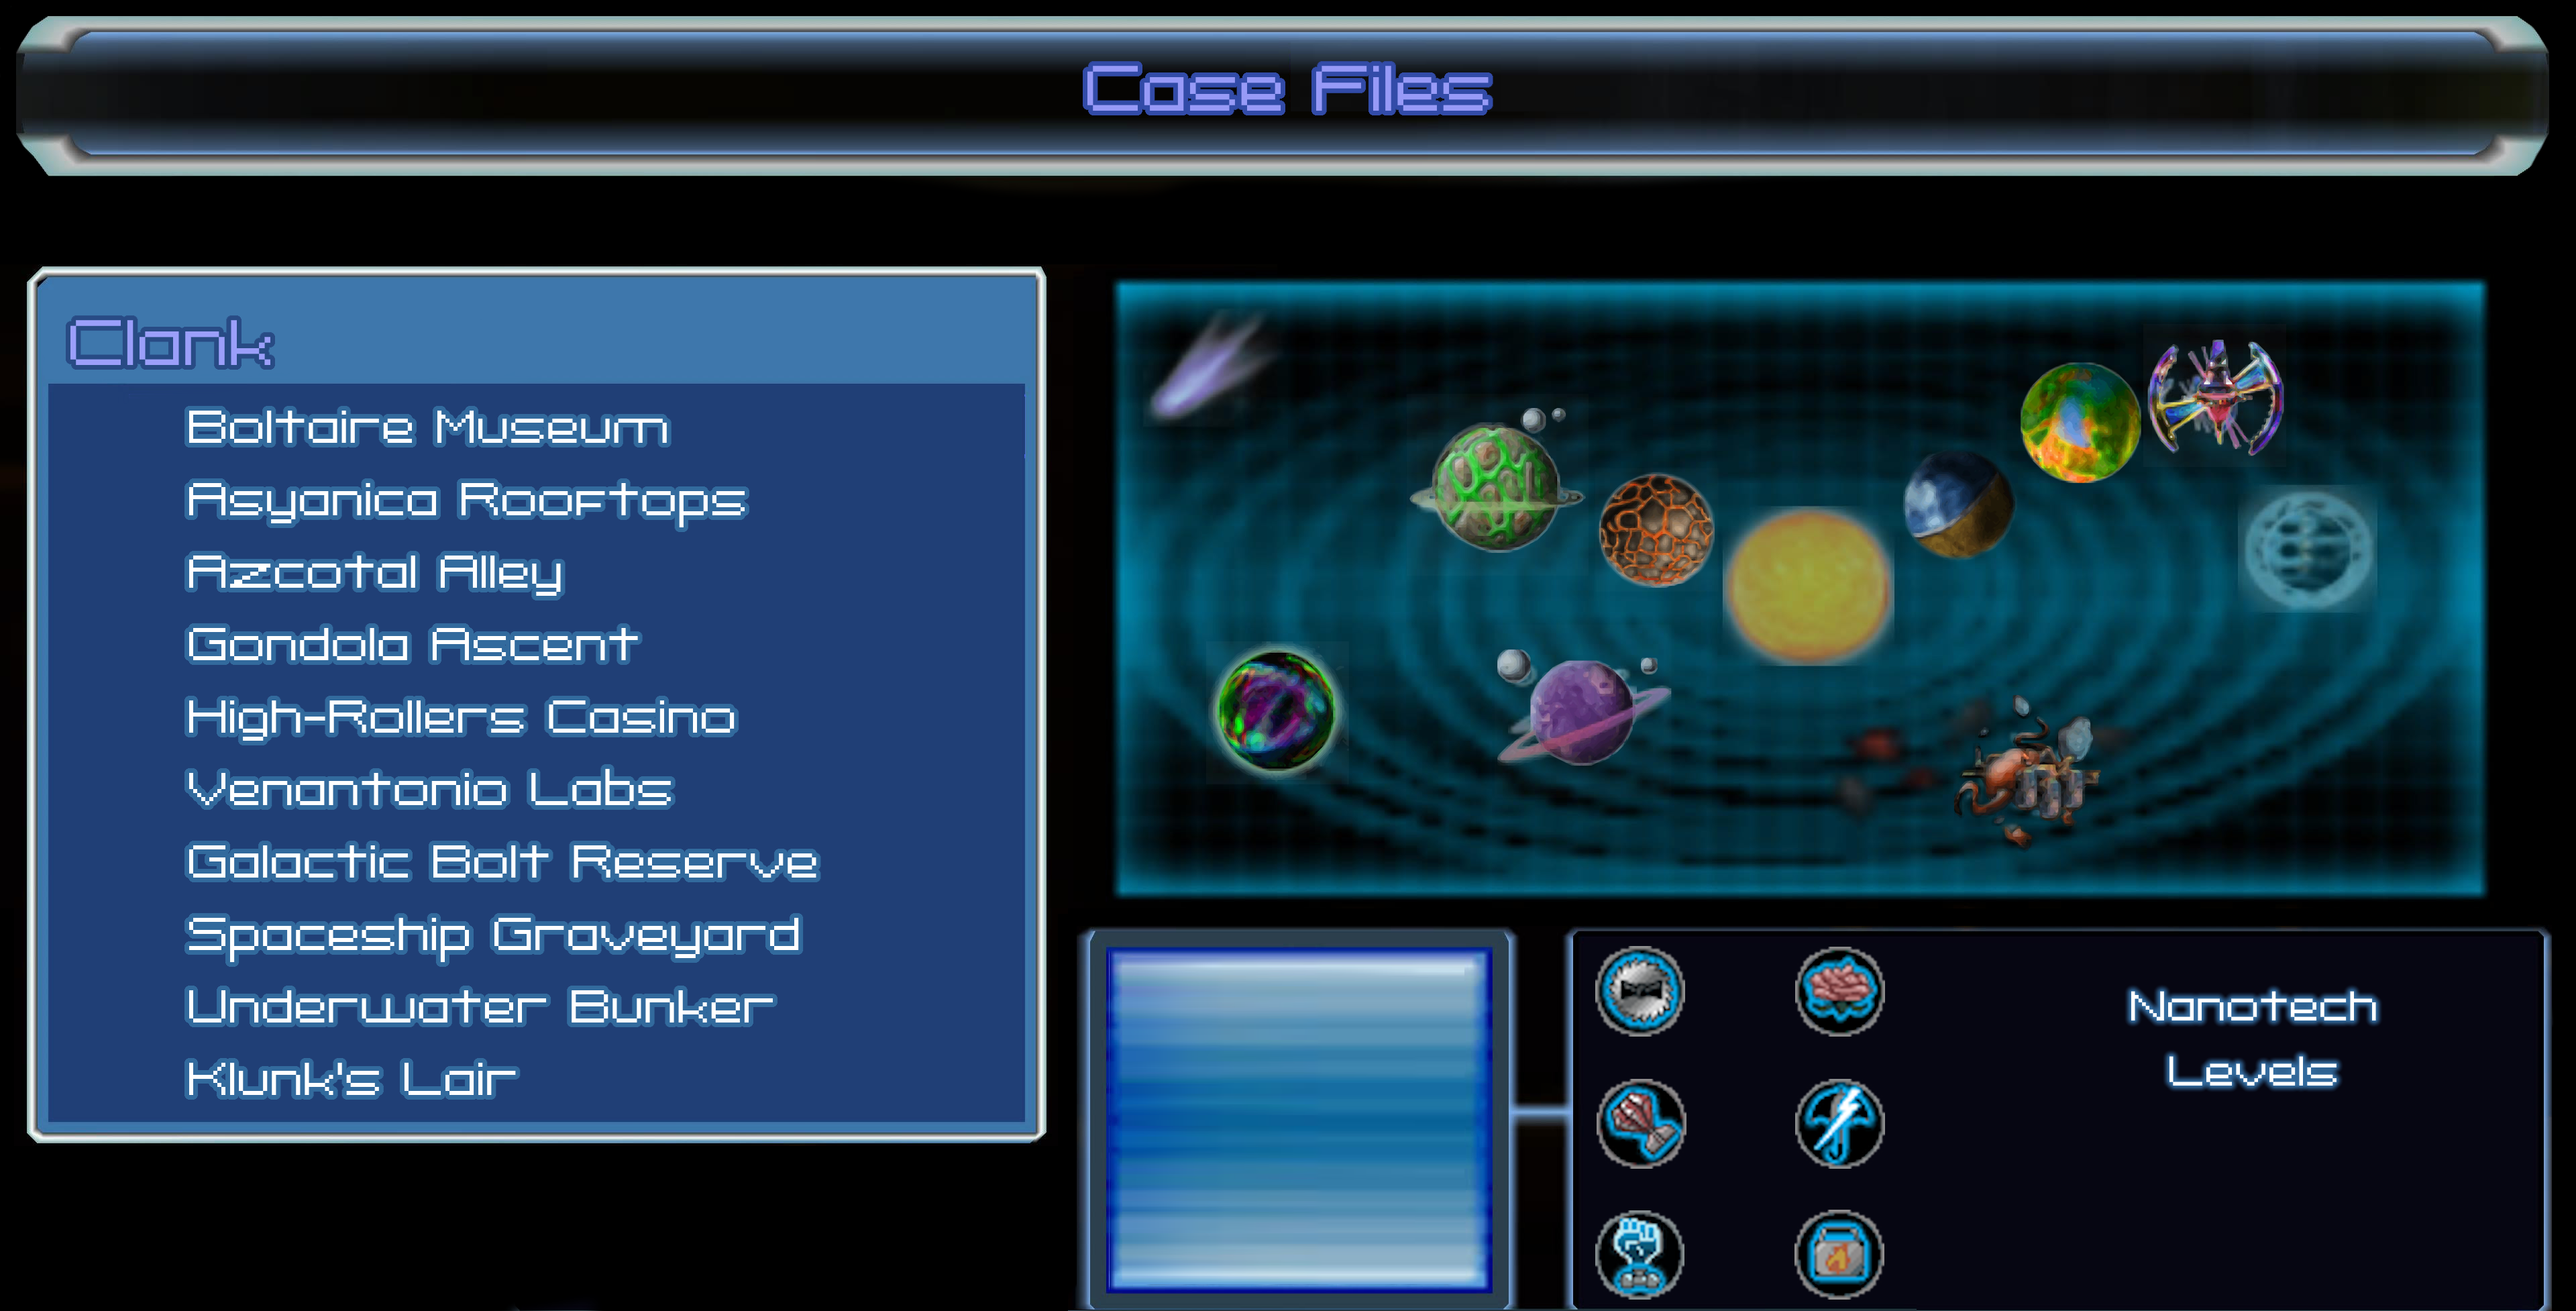 Case Files
Clank
Boltaire Museum
Asyanica Rooftops
Azcotal Alley
Gondola Ascent
High-Rollers Casino
Venantonio Labs
Galactic Bolt Reserve
Spaceship Graveyard
Underwater Bunker
Klunk's Lair
Nanotech
Levels